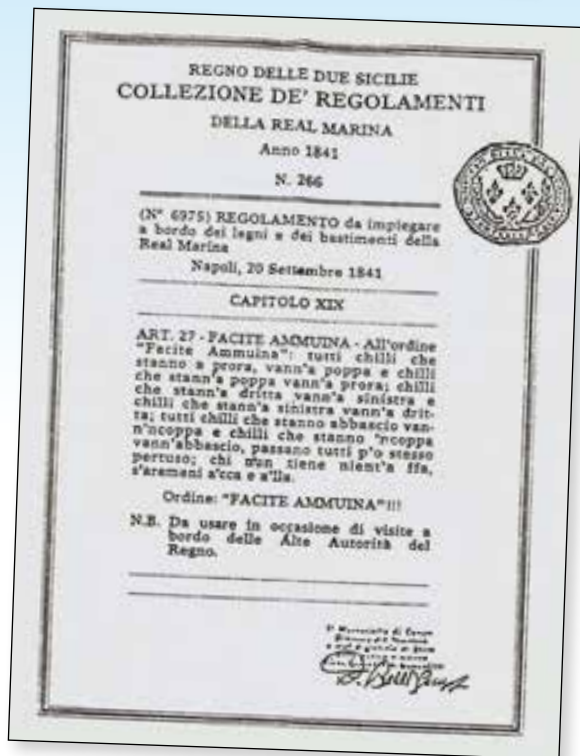 REGNO DELLE DUE SICILIE
COLLEZIONE DE' REGOLAMENTI
DELLA REAL MARINA
Anno 1841
N. 266
(N° 6975) REGOLAMENTO da impiegare
a bordo dei legni e dei bastimenti della
Real Marina
Napoli, 20 Settembre 1841
CAPITOLO XIX
ART. 27 - FACITE AMMUINA - All'ordine
"Facite Ammuina": tutti chilli che
stanno a prora, vann'a poppa e chilli
che stann'a poppa vann'a prora; chilli
che stann'a dritta vann'a sinistra e
chilli che stann'a sinistra vann'a drit-
ta; tutti chilli che stanno abbascio van-
n'ncoppa e chilli che stanno 'ncoppa
vann'abbascio, passano tutti p'o stesso
pertuso; chi nun tiene nient'a ffa,
s'aremeni a'cca e a'lla.
Ordine: "FACITE AMMUINA"!!!
N.B. Da usare in occasione di visite a
bordo delle Alte Autorità del
Regno.